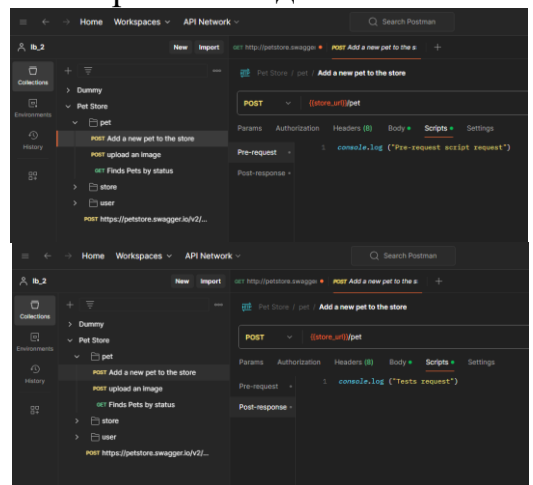 Home Workspaces API Network Search Postman
lb_2 New Import GET http://petstore.swagger POST Add a new pet to the s
Collections
Environments
History
Dummy
Pet Store
pet
POST Add a new pet to the store
POST upload an image
GET Finds Pets by status
store
user
POST https://petstore.swagger.io/v2/...
Pet Store / pet / Add a new pet to the store
POST {{store_url}}/pet
Params Authorization Headers (8) Body Scripts Settings
Pre-request
Post-response
1 console.log ("Pre-request script request")
Home Workspaces API Network Search Postman
lb_2 New Import GET http://petstore.swagger POST Add a new pet to the s
Collections
Environments
History
Dummy
Pet Store
pet
POST Add a new pet to the store
POST upload an image
GET Finds Pets by status
store
user
POST https://petstore.swagger.io/v2/...
Pet Store / pet / Add a new pet to the store
POST {{store_url}}/pet
Params Authorization Headers (8) Body Scripts Settings
Pre-request
Post-response
1 console.log ("Tests request")